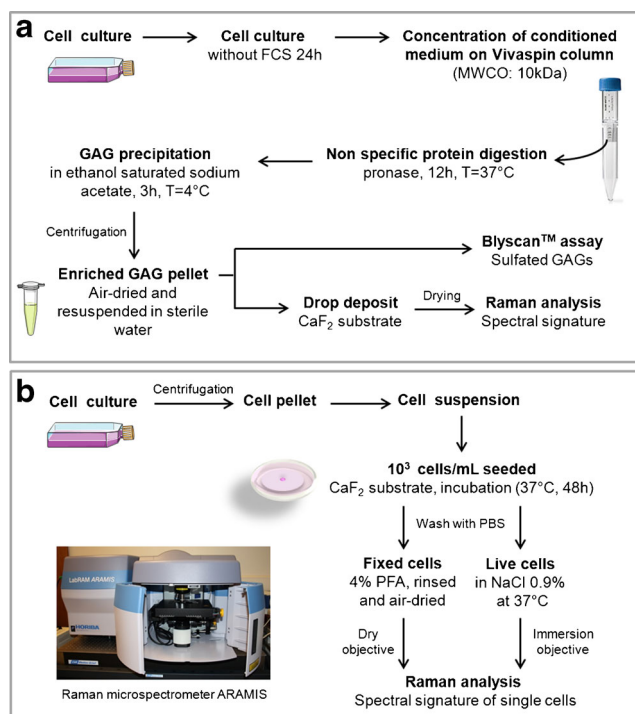 a
Cell culture
Cell culture
without FCS 24h
Concentration of conditioned
medium on Vivaspin column
(MWCO: 10kDa)
GAG precipitation
in ethanol saturated sodium
acetate, 3h, T=4°C
Non specific protein digestion
pronase, 12h, T=37°C
Centrifugation
Enriched GAG pellet
Air-dried and
resuspended in sterile
water
Blyscan™ assay
Sulfated GAGs
Drop deposit
CaF₂ substrate
Drying
Raman analysis
Spectral signature
b
Cell culture
Centrifugation
Cell pellet
Cell suspension
10³ cells/mL seeded
CaF₂ substrate, incubation (37°C, 48h)
Wash with PBS
Fixed cells
4% PFA, rinsed
and air-dried
Live cells
in NaCl 0.9%
at 37°C
Dry
objective
Immersion
objective
Raman analysis
Spectral signature of single cells
LabRAM ARAMIS
HORIBA
Raman microspectrometer ARAMIS